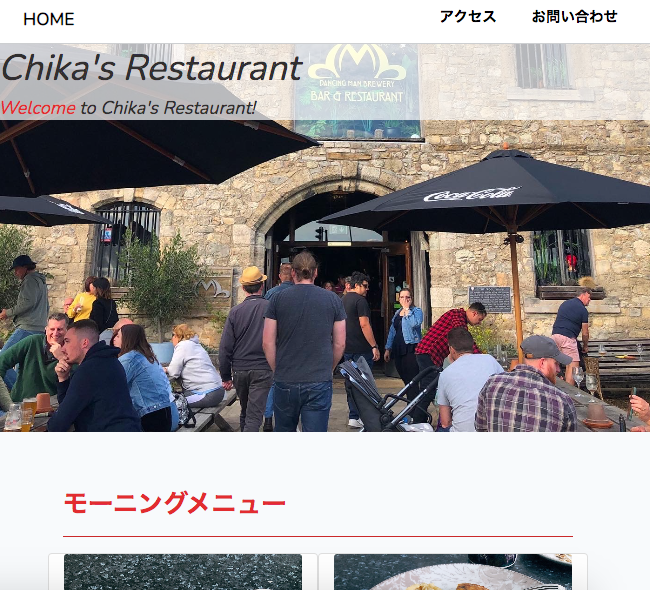 HOME
アクセス
お問い合わせ
Chika's Restaurant
Welcome to Chika's Restaurant!
DANCING MAN BREWERY
BAR & RESTAURANT
Coca-Cola
モーニングメニュー